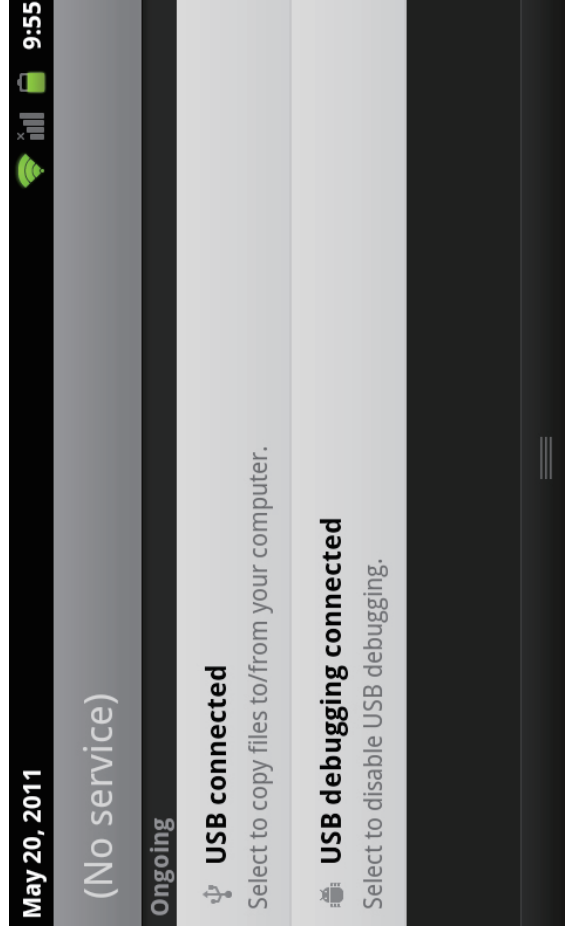 May 20, 2011 9:55
(No service)
Ongoing
USB connected
Select to copy files to/from your computer.
USB debugging connected
Select to disable USB debugging.